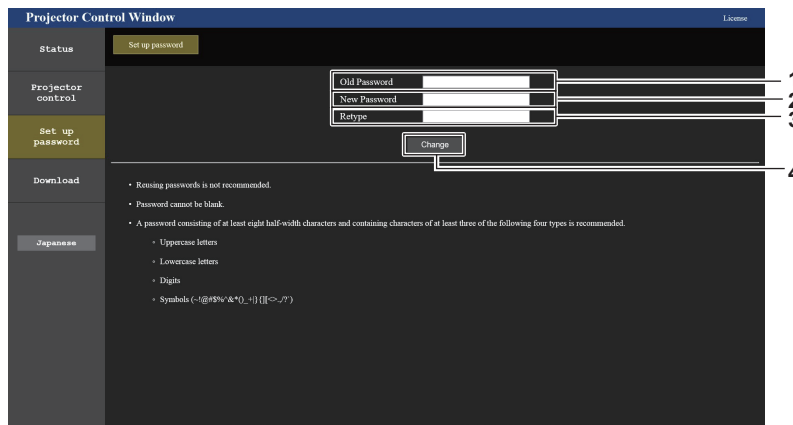 Projector Control Window
License
Status
Set up password
Projector
control
Set up
password
Download
Japanese
Old Password
1
New Password
2
Retype
3
Change
4
• Reusing passwords is not recommended.
• Password cannot be blank.
• A password consisting of at least eight half-width characters and containing characters of at least three of the following four types is recommended.
Uppercase letters
Lowercase letters
Digits
Symbols (~!@#$%^&*()_+|}{][<>.,/?`)